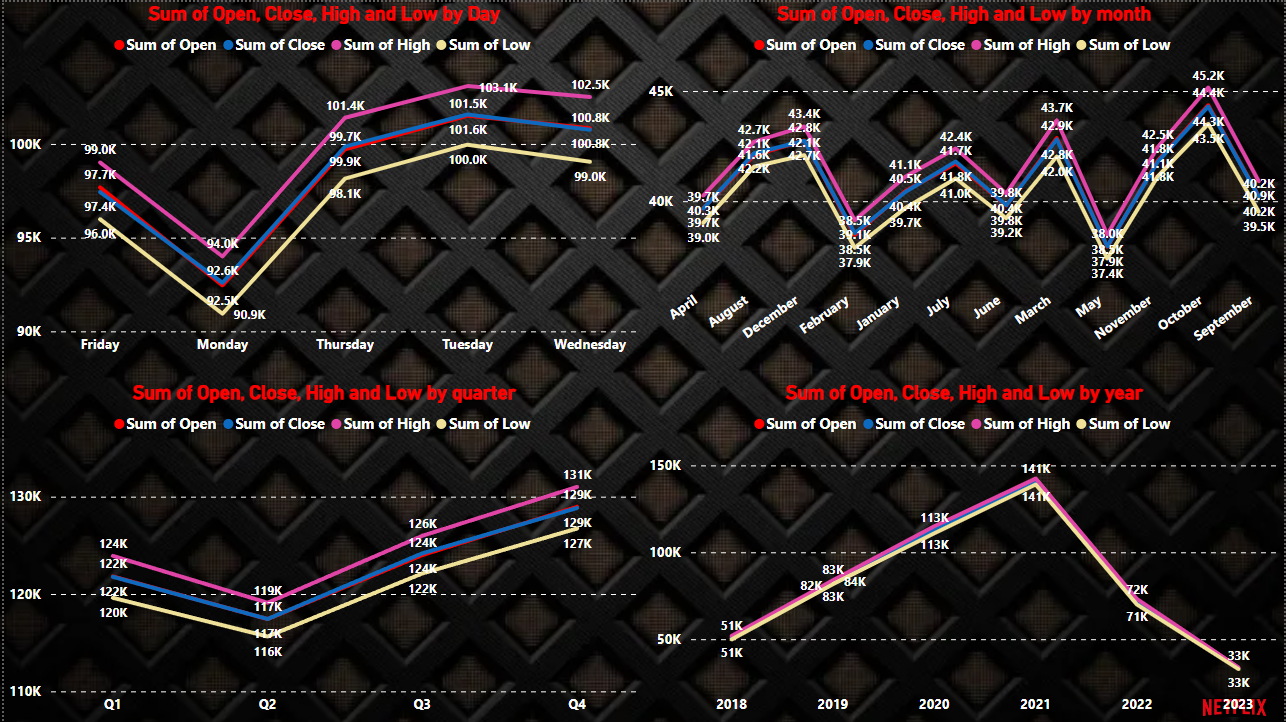 Sum of Open, Close, High and Low by Day
Sum of Open Sum of Close Sum of High Sum of Low
100K
95K
90K
99.0K
97.7K
97.4K
96.0K
94.0K
92.6K
92.5K
90.9K
101.4K
99.7K
99.9K
98.1K
103.1K
101.5K
101.6K
100.0K
102.5K
100.8K
100.8K
99.0K
Friday Monday Thursday Tuesday Wednesday
Sum of Open, Close, High and Low by month
Sum of Open Sum of Close Sum of High Sum of Low
45K
40K
39.7K
40.3K
39.7K
39.0K
42.7K
42.1K
41.6K
42.2K
43.4K
42.8K
42.1K
42.7K
38.5K
39.1K
38.5K
37.9K
41.1K
40.5K
40.4K
39.7K
42.4K
41.7K
41.8K
41.0K
39.8K
40.4K
39.8K
39.2K
43.7K
42.9K
42.8K
42.0K
38.0K
38.5K
37.9K
37.4K
42.5K
41.8K
41.1K
41.8K
45.2K
44.4K
44.3K
43.5K
40.2K
40.9K
40.2K
39.5K
April August December February January July June March May November October September
Sum of Open, Close, High and Low by quarter
Sum of Open Sum of Close Sum of High Sum of Low
130K
120K
110K
124K
122K
122K
120K
119K
117K
117K
116K
126K
124K
124K
122K
131K
129K
129K
127K
Q1 Q2 Q3 Q4
Sum of Open, Close, High and Low by year
Sum of Open Sum of Close Sum of High Sum of Low
150K
100K
50K
51K
51K
83K
82K 84K
83K
113K
113K
141K
141K
72K
71K
33K
33K
2018 2019 2020 2021 2022 2023
NETFLIX